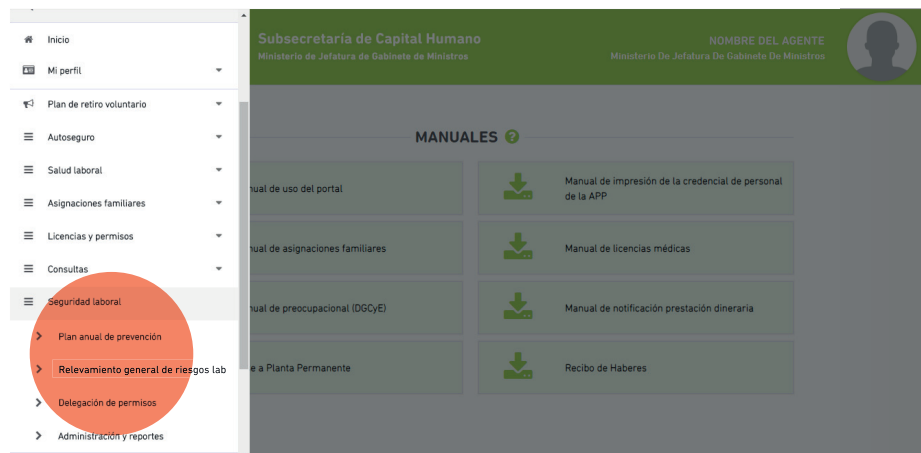 Inicio
Mi perfil
Plan de retiro voluntario
Autoseguro
Salud laboral
Asignaciones familiares
Licencias y permisos
Consultas
Seguridad laboral
Plan anual de prevención
Relevamiento general de riesgos lab
Delegación de permisos
Administración y reportes
Subsecretaría de Capital Humano
Ministerio de Jefatura de Gabinete de Ministros
NOMBRE DEL AGENTE
Ministerio De Jefatura De Gabinete De Ministros
MANUALES
nual de uso del portal
Manual de impresión de la credencial de personal
de la APP
nual de asignaciones familiares
Manual de licencias médicas
nual de preocupacional (DGCyE)
Manual de notificación prestación dineraria
e a Planta Permanente
Recibo de Haberes